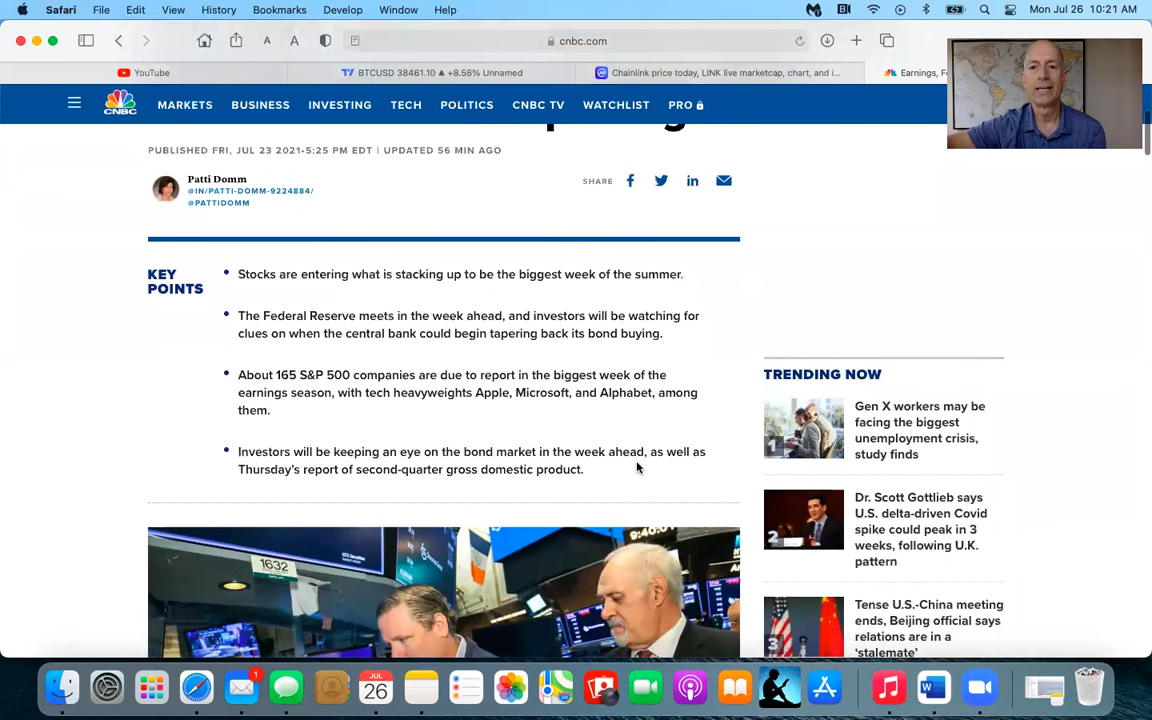 Safari File Edit View History Bookmarks Develop Window Help Mon Jul 26 10:21 AM
A A cnbc.com
YouTube BTCUSD 38461.10 ▲ +8.58% Unnamed Chainlink price today, LINK live marketcap, chart, and i... Earnings, F
CNBC MARKETS BUSINESS INVESTING TECH POLITICS CNBC TV WATCHLIST PRO
PUBLISHED FRI, JUL 23 2021•5:25 PM EDT | UPDATED 56 MIN AGO
Patti Domm
@IN/PATTI-DOMM-9224884/
@PATTIDOMM
SHARE
KEY
POINTS
Stocks are entering what is stacking up to be the biggest week of the summer.
The Federal Reserve meets in the week ahead, and investors will be watching for
clues on when the central bank could begin tapering back its bond buying.
About 165 S&P 500 companies are due to report in the biggest week of the
earnings season, with tech heavyweights Apple, Microsoft, and Alphabet, among
them.
Investors will be keeping an eye on the bond market in the week ahead, as well as
Thursday's report of second-quarter gross domestic product.
1632
9:40:0
TRENDING NOW
1
Gen X workers may be
facing the biggest
unemployment crisis,
study finds
2
Dr. Scott Gottlieb says
U.S. delta-driven Covid
spike could peak in 3
weeks, following U.K.
pattern
3
Tense U.S.-China meeting
ends, Beijing official says
relations are in a
'stalemate'
1
JUL
26